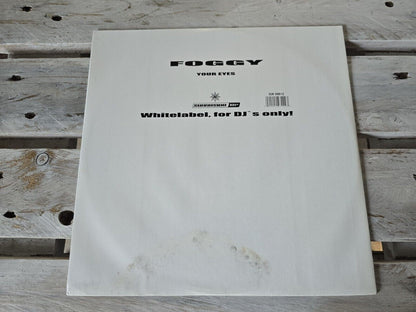 FOGGY
YOUR EYES
Whitelabel, for DJ`s only!